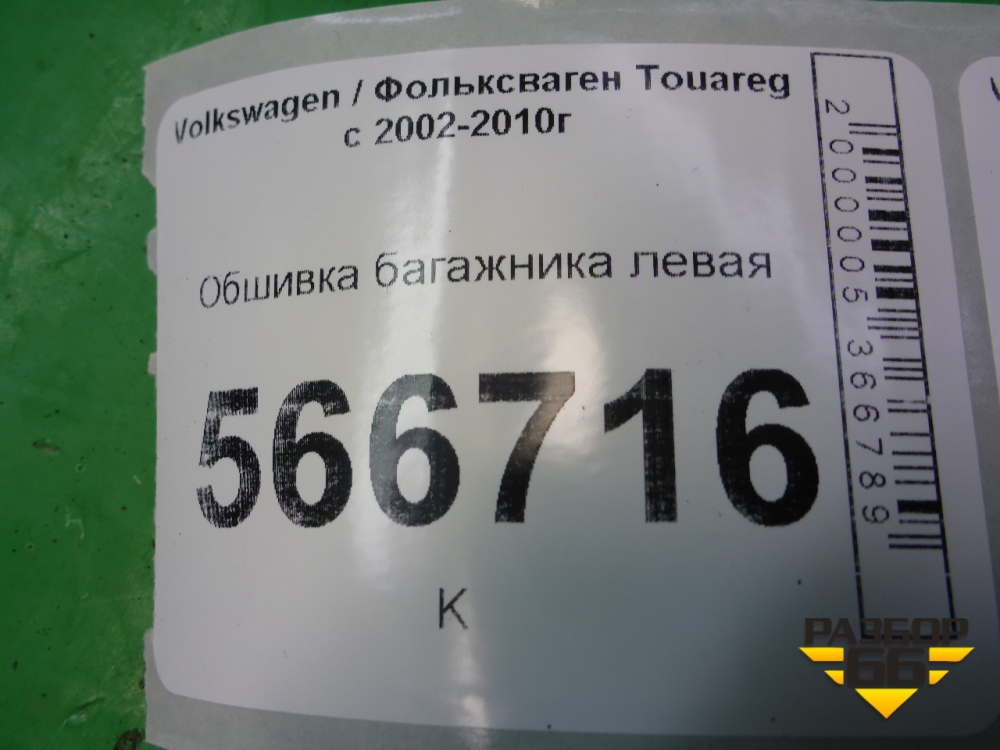 Volkswagen / Фольксваген Touareg
с 2002-2010г
Обшивка багажника левая
566716
К
2000005366789
РАЗБОР
66